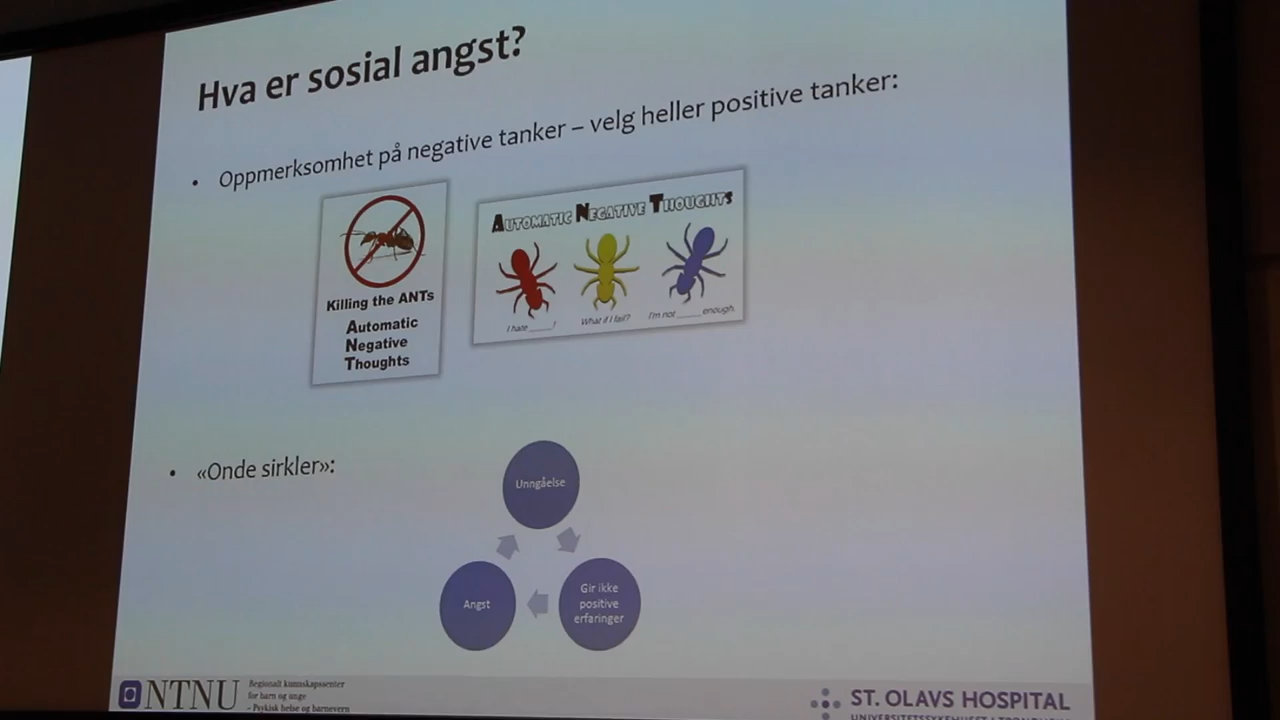 Hva er sosial angst?
• Oppmerksomhet på negative tanker – velg heller positive tanker:
Killing the ANTs
Automatic
Negative
Thoughts
AUTOMATIC NEGATIVE THOUGHTS
I hate ____!
What if I fail?
I'm not ____ enough.
• «Onde sirkler»:
Unngåelse
Gir ikke
positive
erfaringer
Angst
NTNU
Regionalt kunnskapssenter
for barn og unge
- Psykisk helse og barnevern
ST. OLAVS HOSPITAL